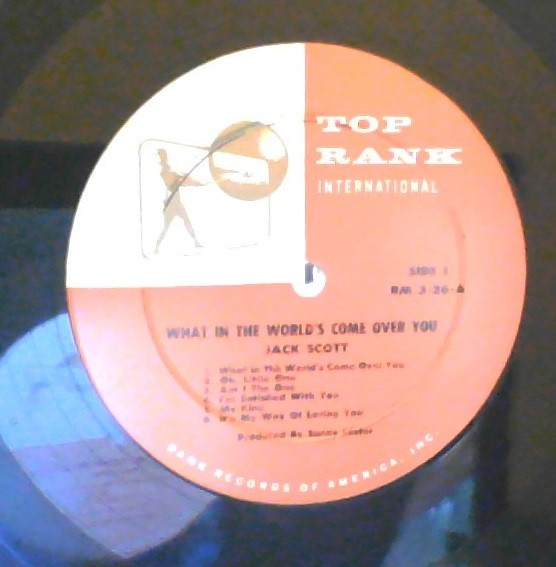 TOP
RANK
INTERNATIONAL
SIDE 1
RM 3-26-A
WHAT IN THE WORLD'S COME OVER YOU
JACK SCOTT
1. What in the World's Come Over You
2. Oh, Little One
3. Am I The One
4. I'm Satisfied With You
5. My King
6. It's My Way Of Loving You
Produced By Sonny
RANK RECORDS OF AMERICA, INC.